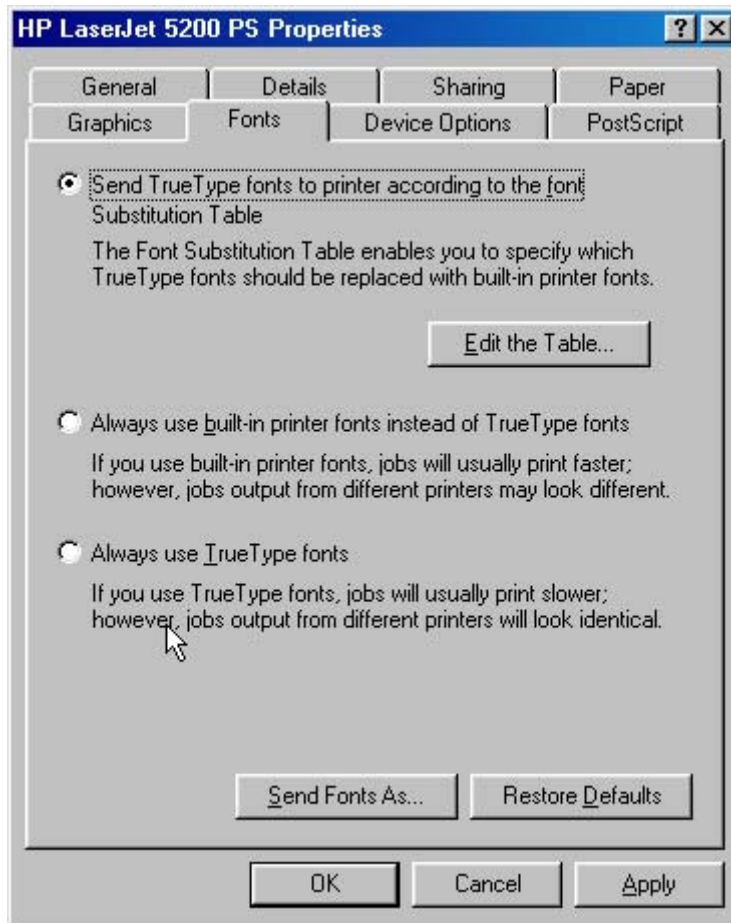 HP LaserJet 5200 PS Properties
General Details Sharing Paper
Graphics Fonts Device Options PostScript
Send TrueType fonts to printer according to the font
Substitution Table
The Font Substitution Table enables you to specify which
TrueType fonts should be replaced with built-in printer fonts.
Edit the Table...
Always use built-in printer fonts instead of TrueType fonts
If you use built-in printer fonts, jobs will usually print faster;
however, jobs output from different printers may look different.
Always use TrueType fonts
If you use TrueType fonts, jobs will usually print slower;
however, jobs output from different printers will look identical.
Send Fonts As... Restore Defaults
OK Cancel Apply